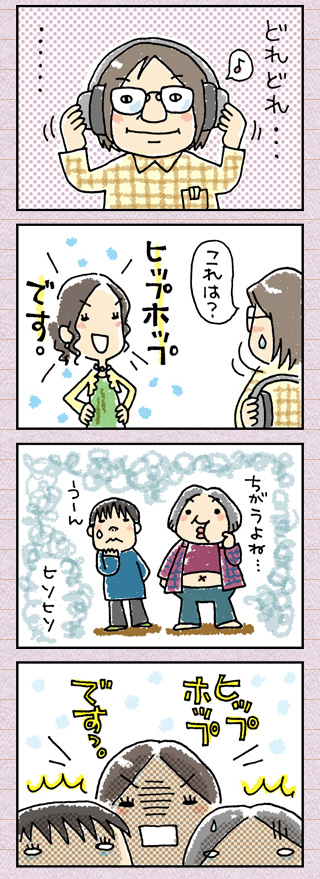 どれどれ・・・
♪
・・・・・
これは？
ヒップホップ
です。
ちがうよね…
うーん
ヒソヒソ
ヒップ
ホップ
ですっ。